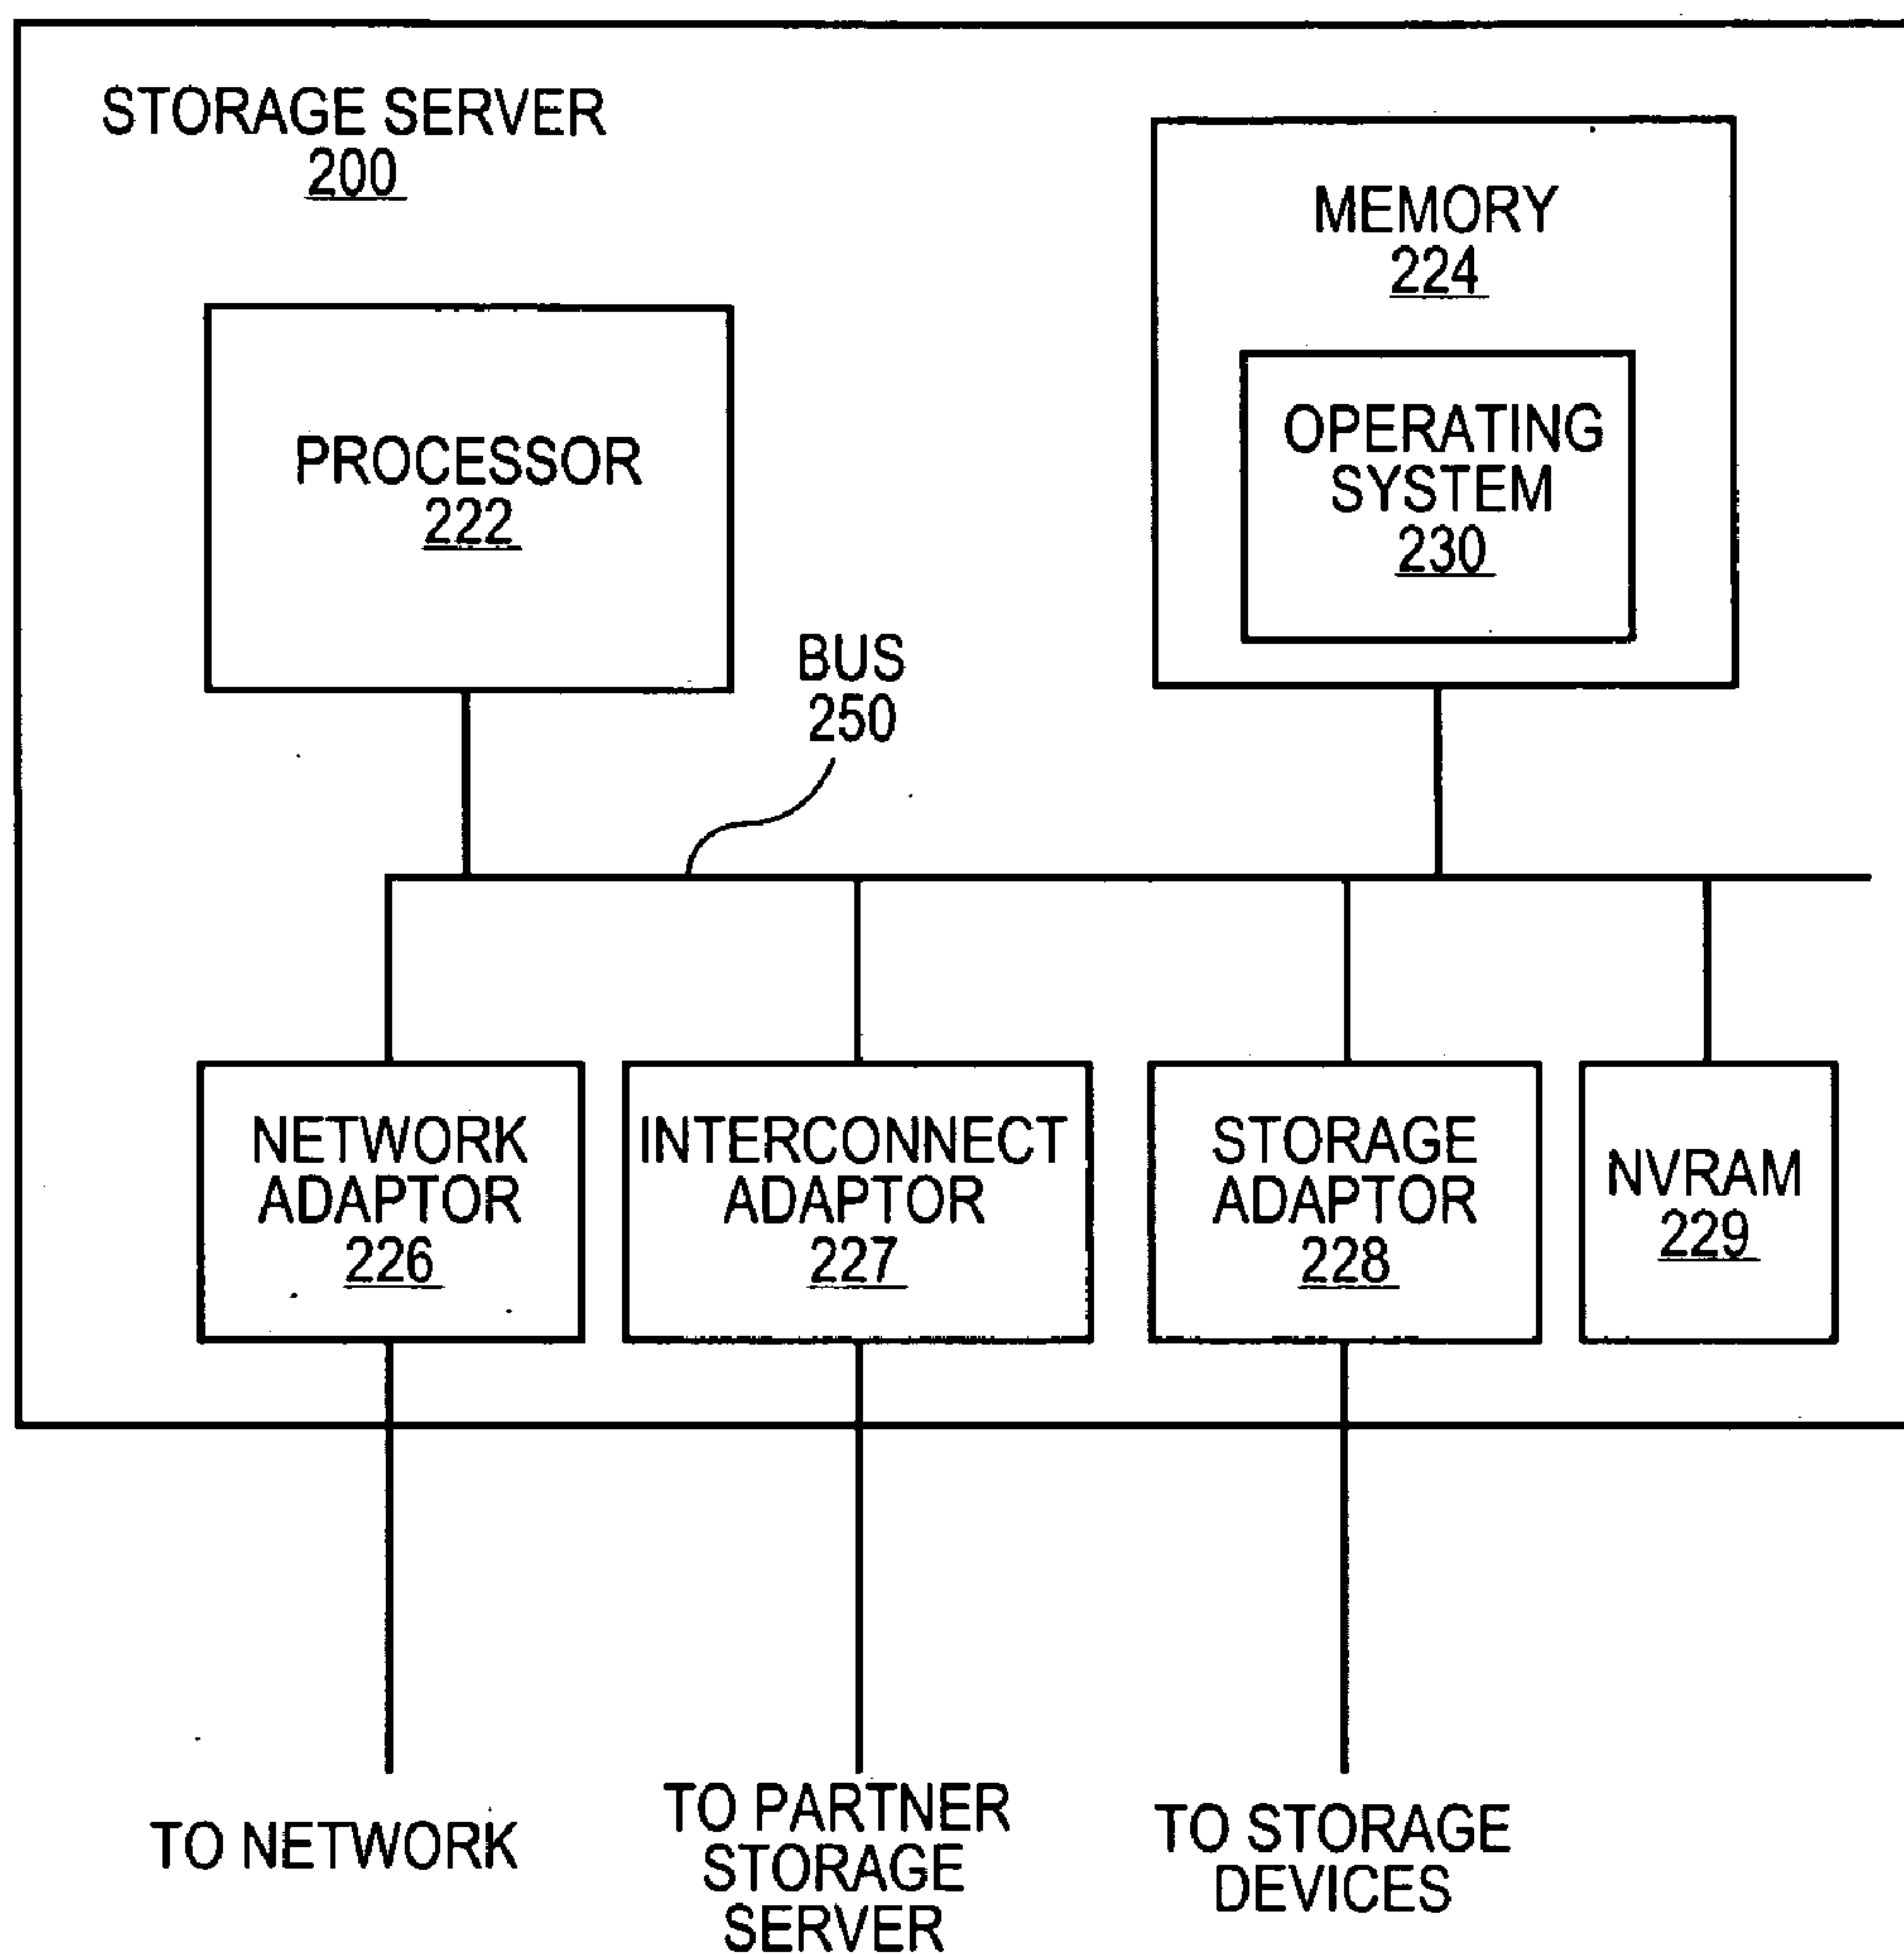 STORAGE SERVER
200
MEMORY
224
OPERATING
SYSTEM
230
PROCESSOR
222
BUS
250
NETWORK
ADAPTOR
226
INTERCONNECT
ADAPTOR
227
STORAGE
ADAPTOR
228
NVRAM
229
TO NETWORK
TO PARTNER
STORAGE
SERVER
TO STORAGE
DEVICES